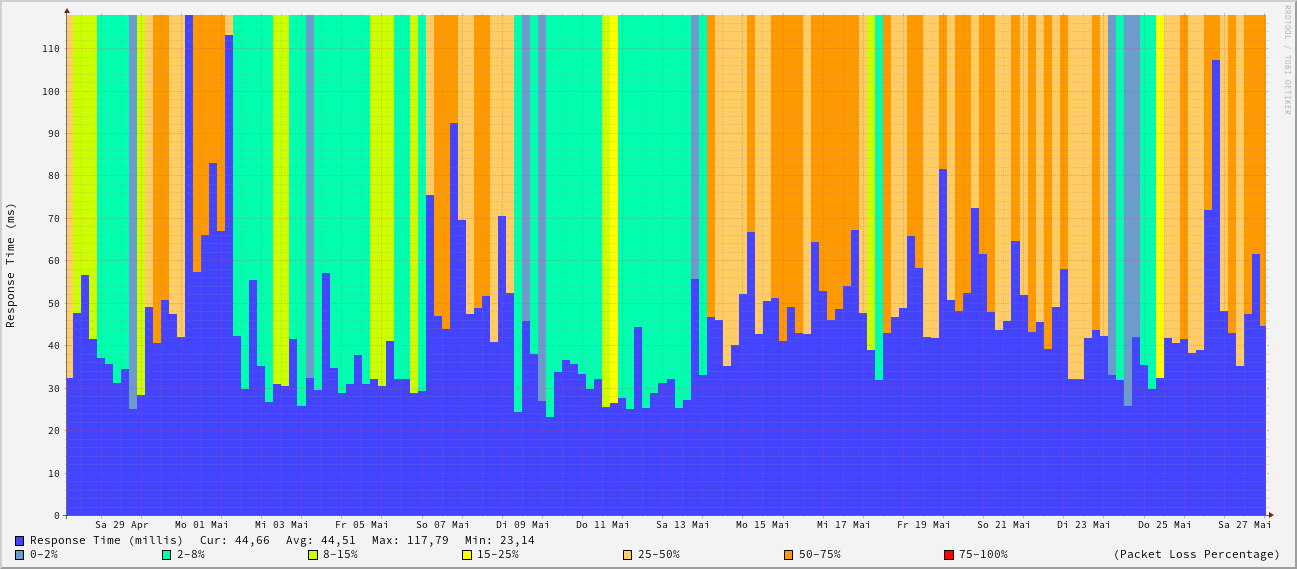 RRDTOOL / TOBI OETIKER
Response Time (ms)
110
100
90
80
70
60
50
40
30
20
10
0
Sa 29 Apr Mo 01 Mai Mi 03 Mai Fr 05 Mai So 07 Mai Di 09 Mai Do 11 Mai Sa 13 Mai Mo 15 Mai Mi 17 Mai Fr 19 Mai So 21 Mai Di 23 Mai Do 25 Mai Sa 27 Mai
Response Time (millis) Cur: 44,66 Avg: 44,51 Max: 117,79 Min: 23,14
0-2% 2-8% 8-15% 15-25% 25-50% 50-75% 75-100% (Packet Loss Percentage)